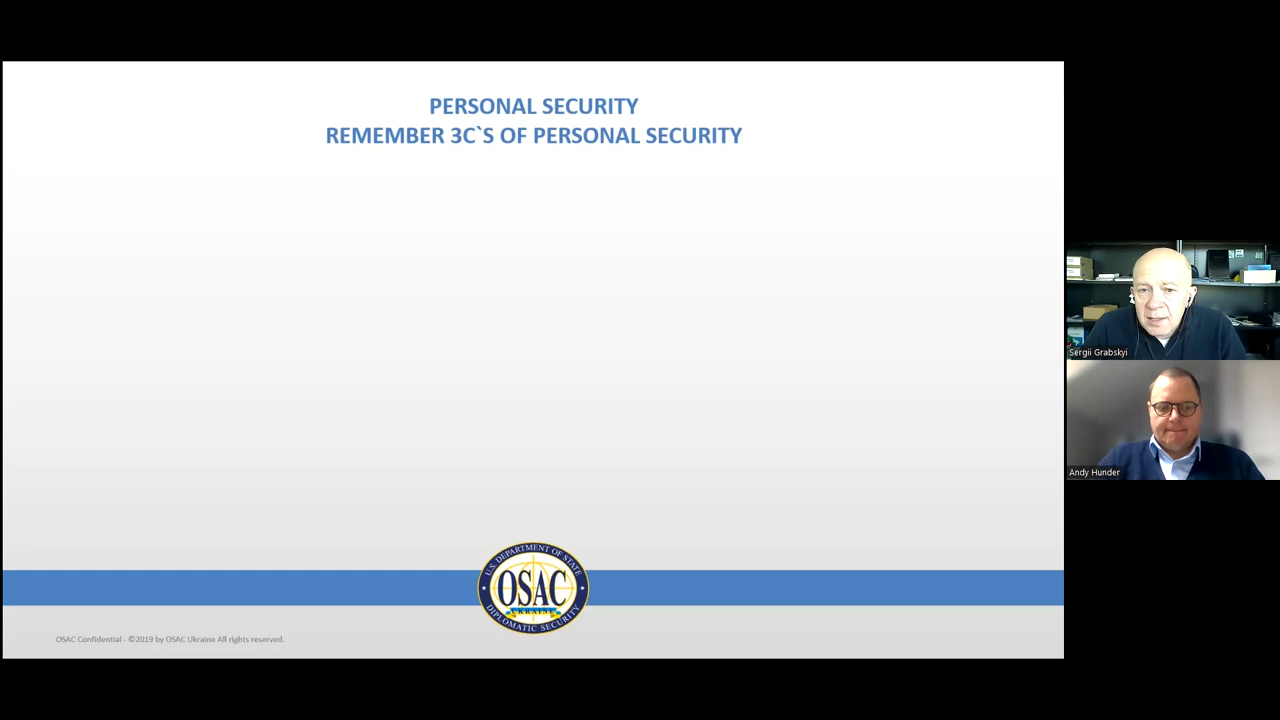 PERSONAL SECURITY
REMEMBER 3C`S OF PERSONAL SECURITY
Sergii Grabskyi
Andy Hunder
U.S. DEPARTMENT OF STATE
OSAC
UKRAINE
DIPLOMATIC SECURITY
OSAC Confidential - ©2019 by OSAC Ukraine All rights reserved.